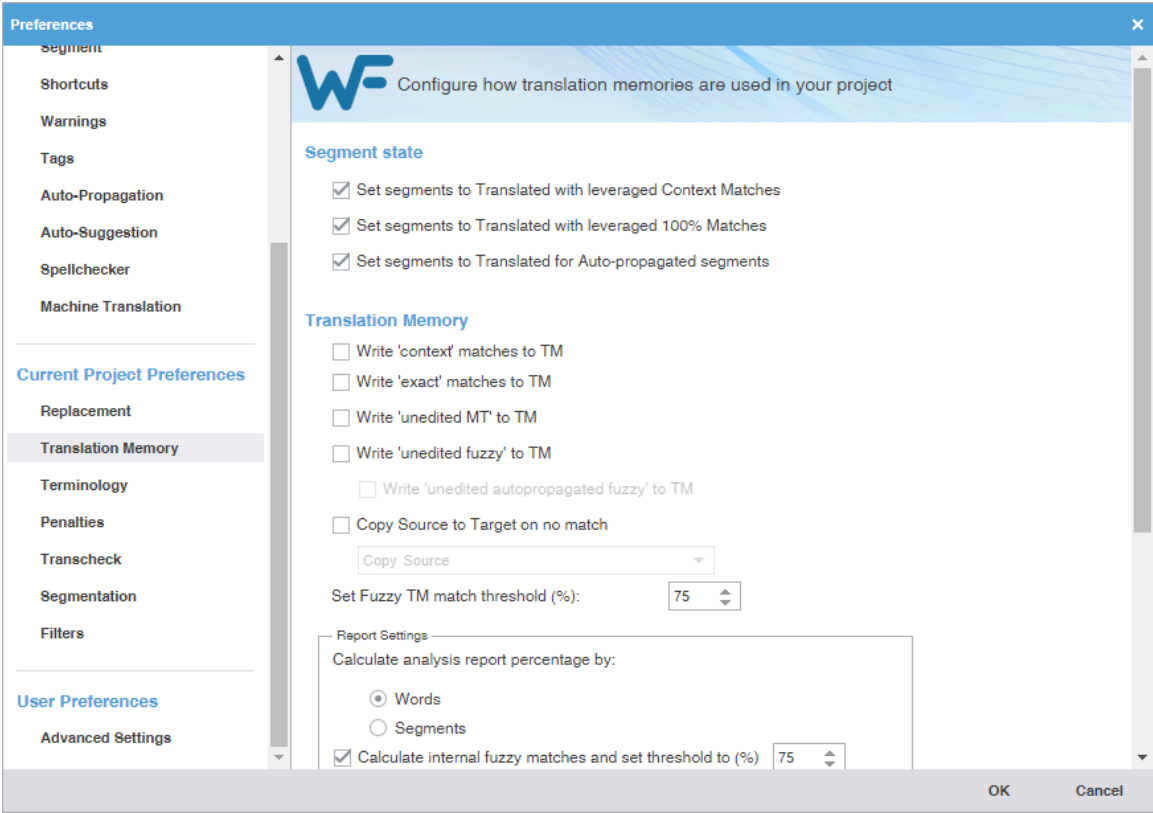 Preferences
Segment
Shortcuts
Warnings
Tags
Auto-Propagation
Auto-Suggestion
Spellchecker
Machine Translation
Current Project Preferences
Replacement
Translation Memory
Terminology
Penalties
Transcheck
Segmentation
Filters
User Preferences
Advanced Settings
WF
Configure how translation memories are used in your project
Segment state
Set segments to Translated with leveraged Context Matches
Set segments to Translated with leveraged 100% Matches
Set segments to Translated for Auto-propagated segments
Translation Memory
Write 'context' matches to TM
Write 'exact' matches to TM
Write 'unedited MT' to TM
Write 'unedited fuzzy' to TM
Write 'unedited autopropagated fuzzy' to TM
Copy Source to Target on no match
Copy Source
Set Fuzzy TM match threshold (%): 75
Report Settings
Calculate analysis report percentage by:
Words
Segments
Calculate internal fuzzy matches and set threshold to (%) 75
OK Cancel